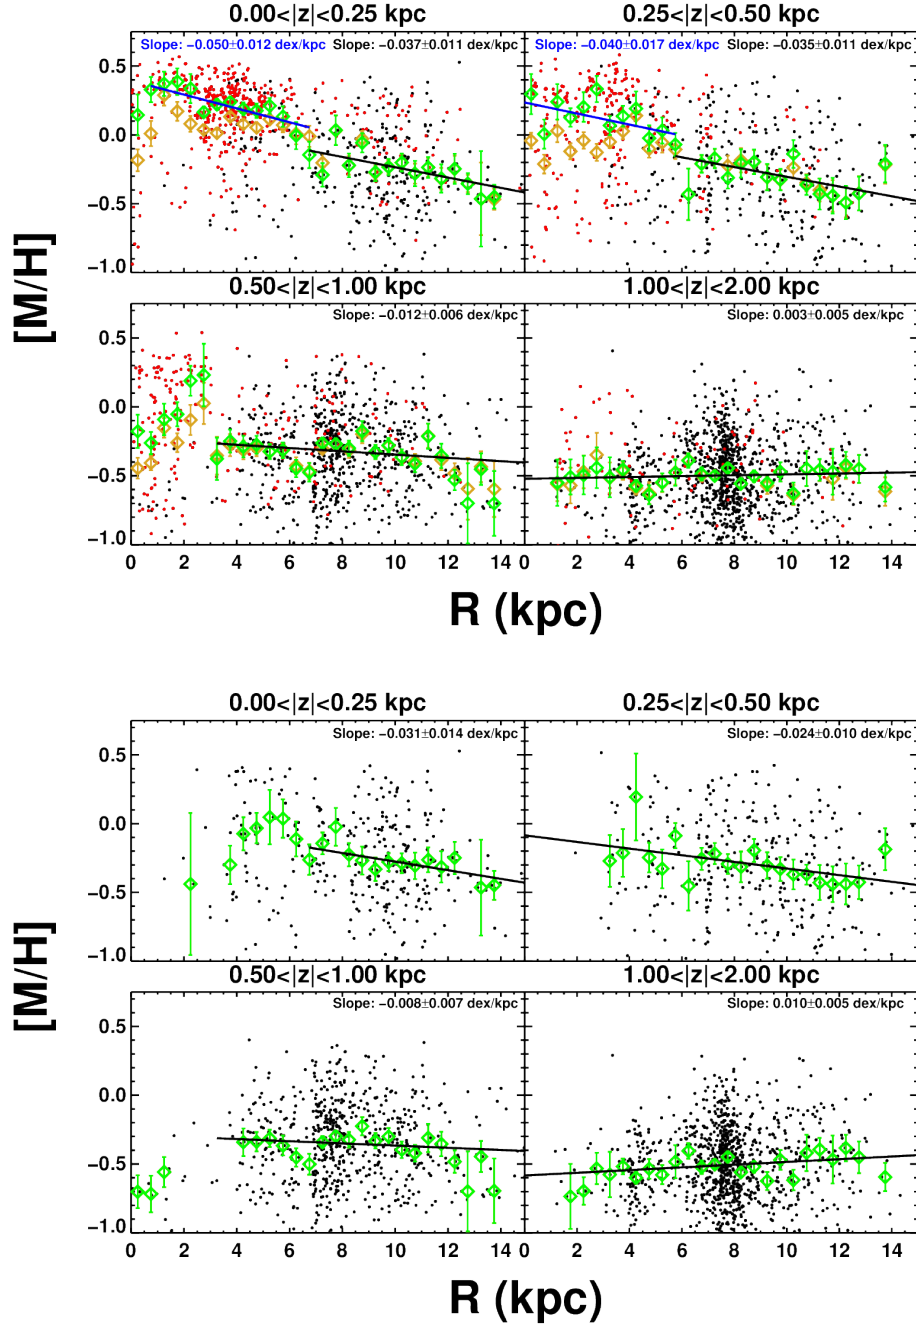 0.00<|z|<0.25 kpc
0.25<|z|<0.50 kpc
Slope: −0.050±0.012 dex/kpc
Slope: −0.037±0.011 dex/kpc
Slope: −0.040±0.017 dex/kpc
Slope: −0.035±0.011 dex/kpc
0.5
0.0
−0.5
−1.0
[M/H]
0.50<|z|<1.00 kpc
1.00<|z|<2.00 kpc
Slope: −0.012±0.006 dex/kpc
Slope: 0.003±0.005 dex/kpc
0.5
0.0
−0.5
−1.0
0 2 4 6 8 10 12 14 0 2 4 6 8 10 12 14
R (kpc)
0.00<|z|<0.25 kpc
0.25<|z|<0.50 kpc
Slope: −0.031±0.014 dex/kpc
Slope: −0.024±0.010 dex/kpc
0.5
0.0
−0.5
−1.0
[M/H]
0.50<|z|<1.00 kpc
1.00<|z|<2.00 kpc
Slope: −0.008±0.007 dex/kpc
Slope: 0.010±0.005 dex/kpc
0.5
0.0
−0.5
−1.0
0 2 4 6 8 10 12 14 0 2 4 6 8 10 12 14
R (kpc)